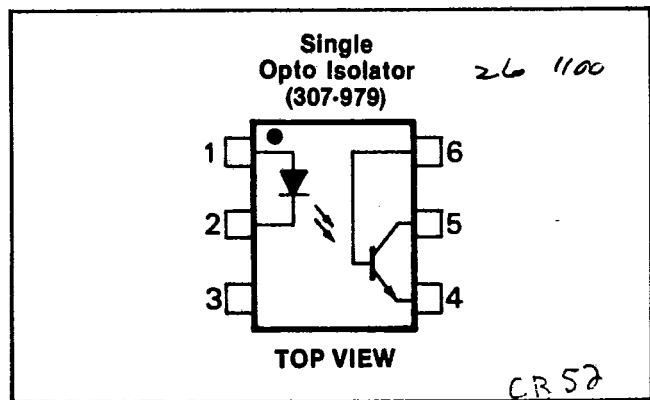 Single
Opto Isolator
(307-979)
26 1100
1
6
2
5
3
4
TOP VIEW
CR 52